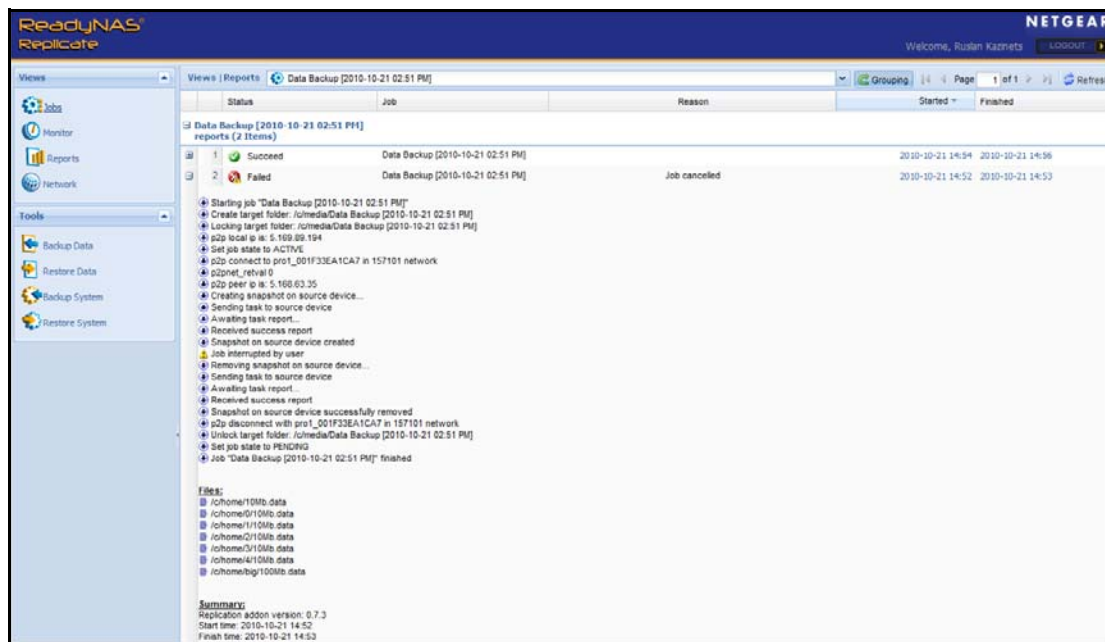 ReadyNAS®
Replicate
NETGEAR
Welcome, Ruslan Kazinets
LOGOUT
Views
Jobs
Monitor
Reports
Network
Tools
Backup Data
Restore Data
Backup System
Restore System
Views | Reports Data Backup [2010-10-21 02:51 PM] Grouping Page 1 of 1 Refres
Status Job Reason Started Finished
Data Backup [2010-10-21 02:51 PM]
reports (2 Items)
1 Succeed Data Backup [2010-10-21 02:51 PM] 2010-10-21 14:54 2010-10-21 14:56
2 Failed Data Backup [2010-10-21 02:51 PM] Job cancelled 2010-10-21 14:52 2010-10-21 14:53
Starting job "Data Backup [2010-10-21 02:51 PM]"
Create target folder: /c/media/Data Backup [2010-10-21 02:51 PM]
Locking target folder: /c/media/Data Backup [2010-10-21 02:51 PM]
p2p local ip is: 5.169.89.194
Set job state to ACTIVE
p2p connect to pro1_001F33EA1CA7 in 157101 network
p2pnet_retval 0
p2p peer ip is: 5.168.63.35
Creating snapshot on source device...
Sending task to source device
Awaiting task report...
Received success report
Snapshot on source device created
Job interrupted by user
Removing snapshot on source device...
Sending task to source device
Awaiting task report...
Received success report
Snapshot on source device successfully removed
p2p disconnect with pro1_001F33EA1CA7 in 157101 network
Unlock target folder: /c/media/Data Backup [2010-10-21 02:51 PM]
Set job state to PENDING
Job "Data Backup [2010-10-21 02:51 PM]" finished
Files:
/c/home/10Mb.data
/c/home/0/10Mb.data
/c/home/1/10Mb.data
/c/home/2/10Mb.data
/c/home/3/10Mb.data
/c/home/4/10Mb.data
/c/home/big/100Mb.data
Summary:
Replication addon version: 0.7.3
Start time: 2010-10-21 14:52
Finish time: 2010-10-21 14:53